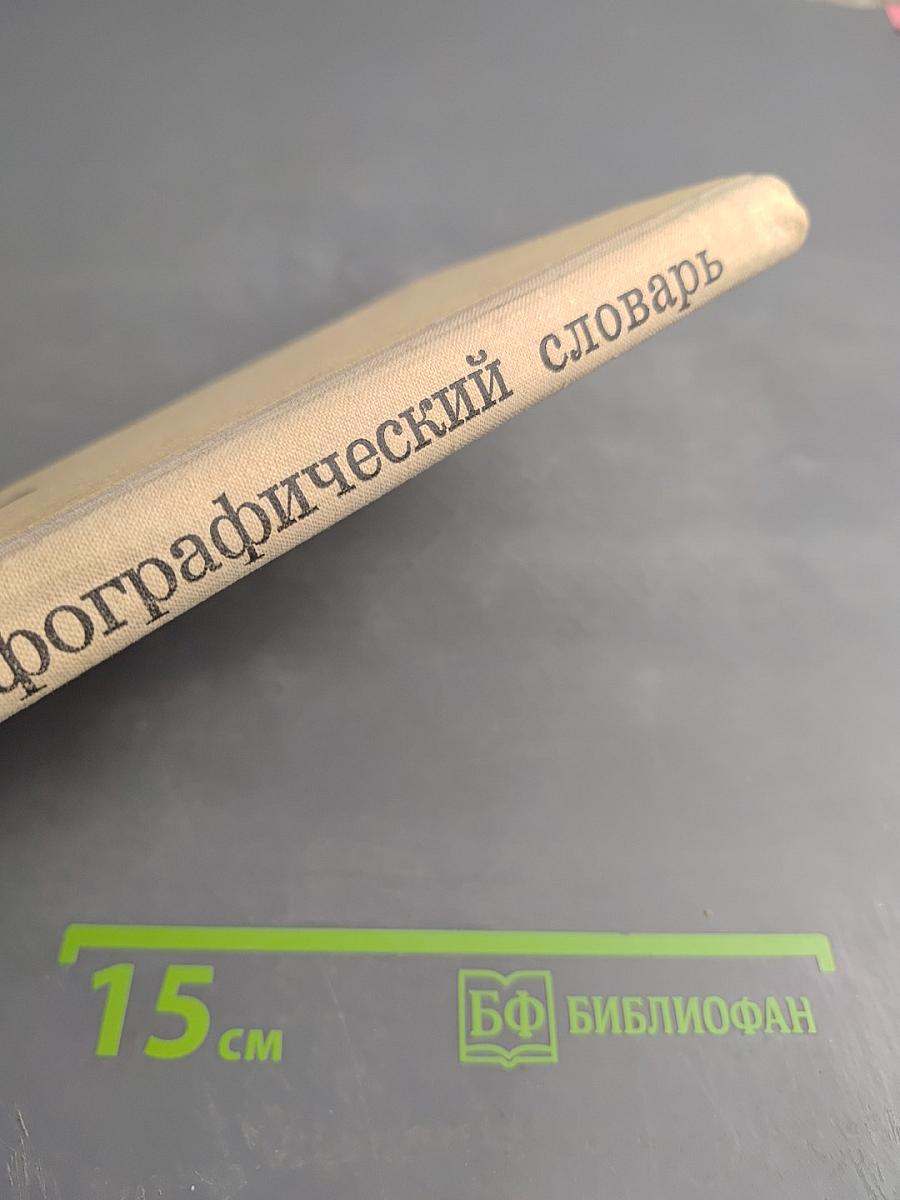 фографический словарь
15 см
БФ БИБЛИОФАН